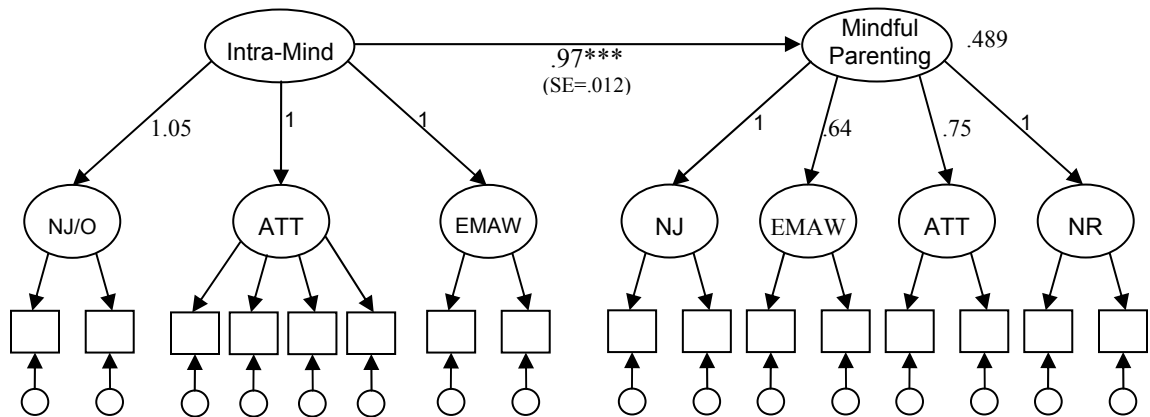 Intra-Mind
.97***
(SE=.012)
Mindful
Parenting
.489
1.05
1
1
1
.64
.75
1
NJ/O
ATT
EMAW
NJ
EMAW
ATT
NR